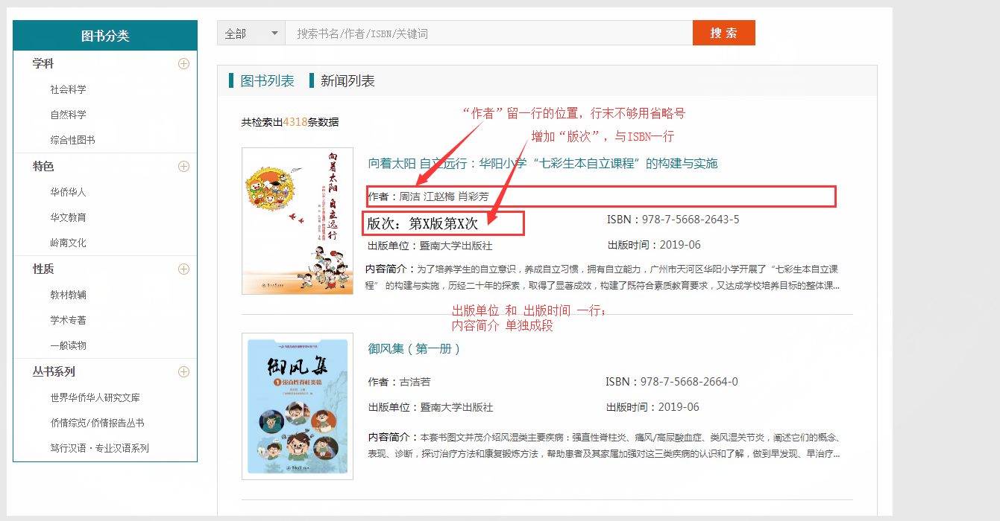 图书分类
学科
社会科学
自然科学
综合性图书
特色
华侨华人
华文教育
岭南文化
性质
教材教辅
学术专著
一般读物
丛书系列
世界华侨华人研究文库
侨情综览/侨情报告丛书
笃行汉语·专业汉语系列
全部
搜索书名/作者/ISBN/关键词
搜 索
图书列表
新闻列表
共检索出4318条数据
“作者”留一行的位置，行末不够用省略号
增加“版次”，与ISBN一行
向着太阳 自立远行
向着太阳 自立远行：华阳小学“七彩生本自立课程”的构建与实施
作者：周洁 江赵梅 肖彩芳
版次：第X版第X次
ISBN：978-7-5668-2643-5
出版单位：暨南大学出版社
出版时间：2019-06
内容简介：为了培养学生的自立意识，养成自立习惯，拥有自立能力，广州市天河区华阳小学开展了“七彩生本自立课
程” 的构建与实施，历经二十年的探索，取得了显著成效，构建了既符合素质教育要求，又达成学校培养目标的整体课...
出版单位 和 出版时间 一行；
内容简介 单独成段
御风集
1强直性脊柱炎篇
御风集（第一册）
作者：古洁若
ISBN：978-7-5668-2664-0
出版单位：暨南大学出版社
出版时间：2019-06
内容简介：本套书图文并茂介绍风湿类主要疾病：强直性脊柱炎、痛风/高尿酸血症、类风湿关节炎，阐述它们的概念、
表现、诊断，探讨治疗方法和康复锻炼方法，帮助患者及其家属加强对这三类疾病的认识和了解，做到早发现、早治疗...